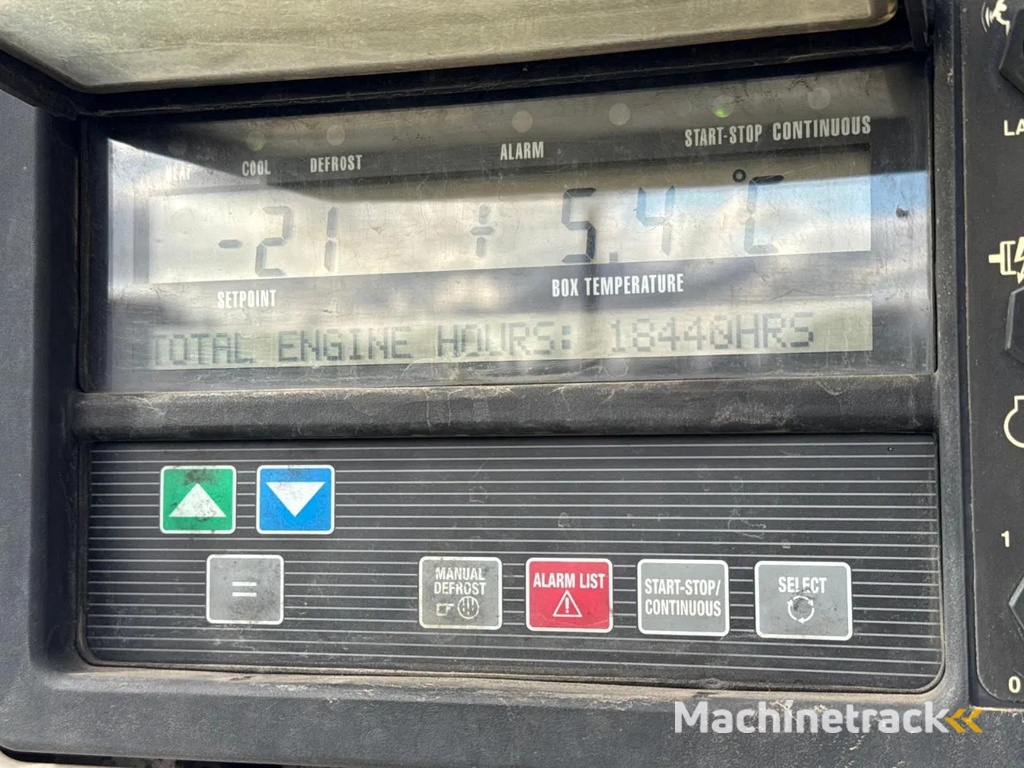 HEAT COOL DEFROST ALARM START-STOP CONTINUOUS
-21 + 5.4 °C
SETPOINT BOX TEMPERATURE
TOTAL ENGINE HOURS: 18440HRS
=
MANUAL DEFROST
ALARM LIST
START-STOP/
CONTINUOUS
SELECT
LA
1
0
Machinetrack